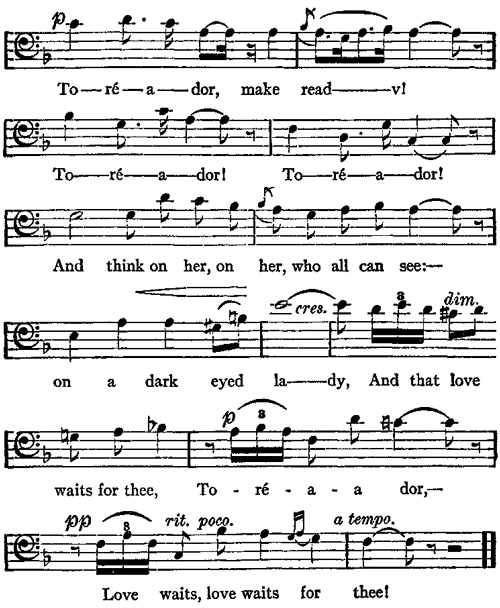 p
To—ré—a—dor, make read—v!
To—ré—a—dor! To—ré—a—dor!
And think on her, on her, who all can see:—
cres. 3 dim.
on a dark eyed la—dy, And that love
p 3
waits for thee, To - ré - a - a dor,—
pp 3 rit. poco. a tempo.
Love waits, love waits for thee!